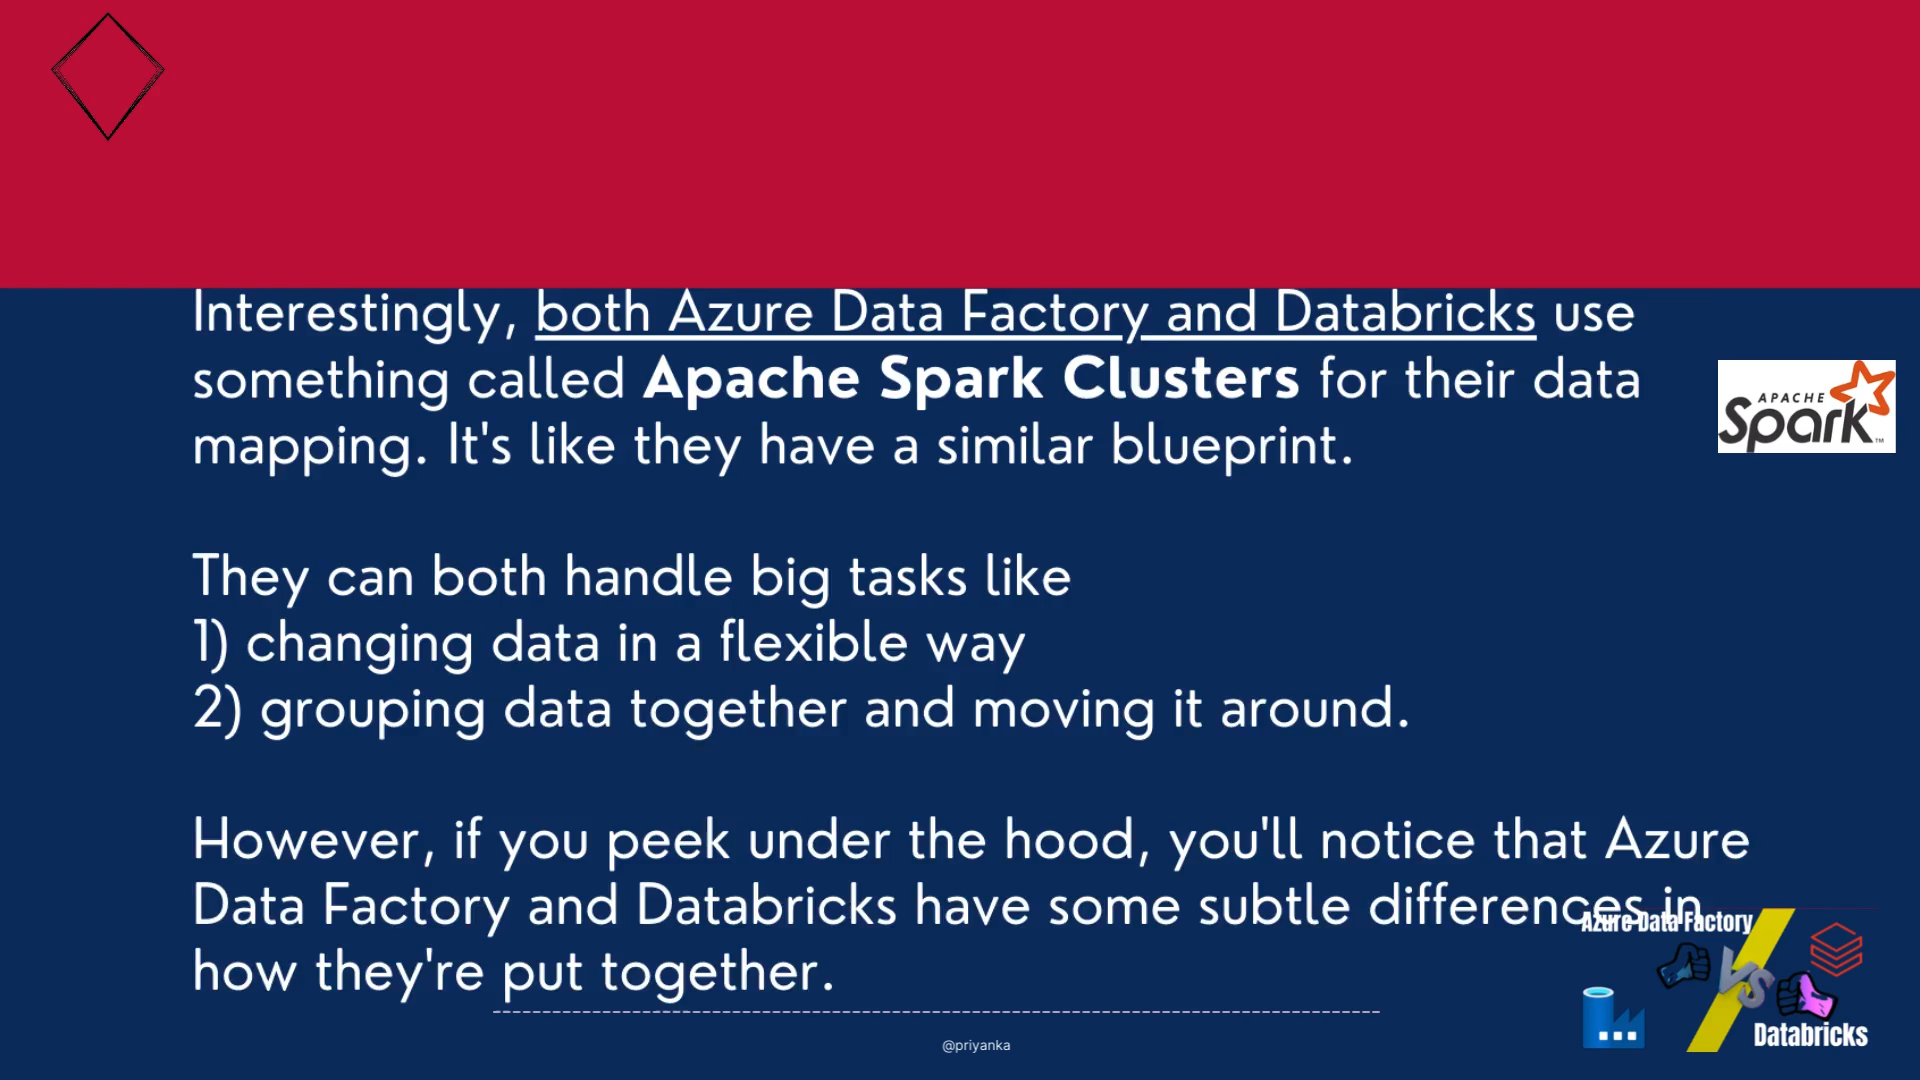 Interestingly, both Azure Data Factory and Databricks use
something called Apache Spark Clusters for their data
mapping. It's like they have a similar blueprint.
APACHE
Spark™
They can both handle big tasks like
1) changing data in a flexible way
2) grouping data together and moving it around.
However, if you peek under the hood, you'll notice that Azure
Data Factory and Databricks have some subtle differences in
how they're put together.
Azure Data Factory
VS
Databricks
@priyanka